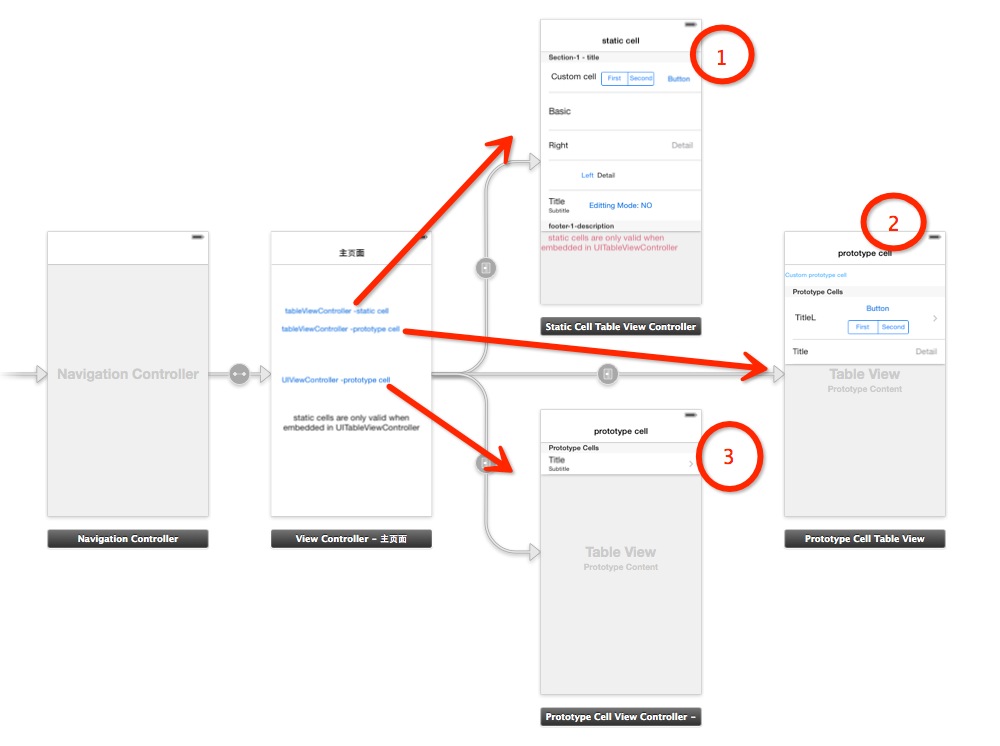 Navigation Controller
Navigation Controller
主页面
tableViewController -static cell
tableViewController -prototype cell
UIViewController -prototype cell
static cells are only valid when
embedded in UITableViewController
View Controller - 主页面
static cell
Section-1 - title
Custom cell First Second Button
Basic
Right Detail
Left Detail
Title
Subtitle
Editting Mode: NO
footer-1-description
static cells are only valid when
embedded in UITableViewController
Static Cell Table View Controller
1
prototype cell
Prototype Cells
Title
Subtitle
Table View
Prototype Content
Prototype Cell View Controller -
3
2
prototype cell
Custom prototype cell
Prototype Cells
Button
TitleL
First Second
Title Detail
Table View
Prototype Content
Prototype Cell Table View